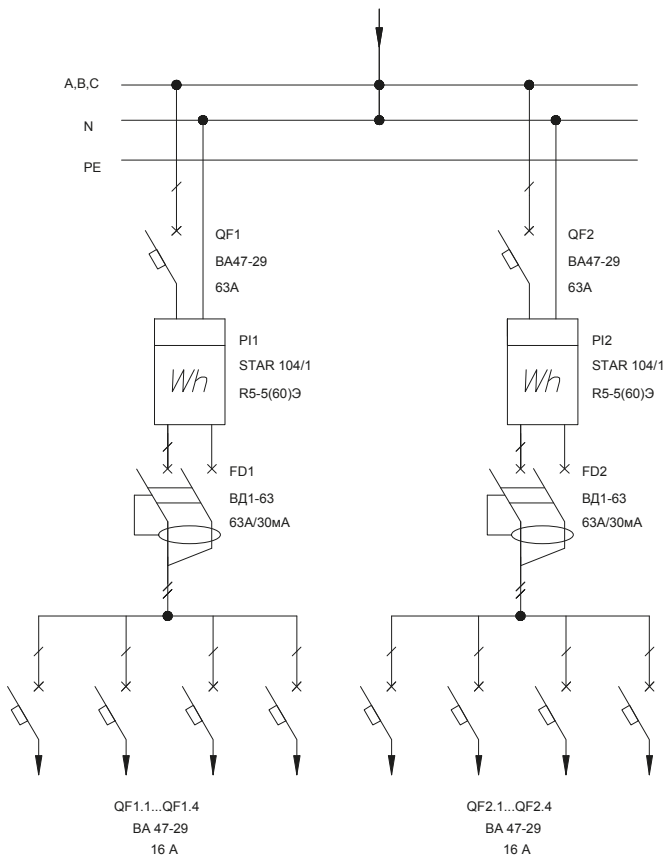 A,B,C
N
PE
QF1
ВА47-29
63А
QF2
ВА47-29
63А
PI1
STAR 104/1
R5-5(60)Э
Wh
PI2
STAR 104/1
R5-5(60)Э
Wh
FD1
ВД1-63
63А/30мА
FD2
ВД1-63
63А/30мА
QF1.1...QF1.4
ВА 47-29
16 А
QF2.1...QF2.4
ВА 47-29
16 А